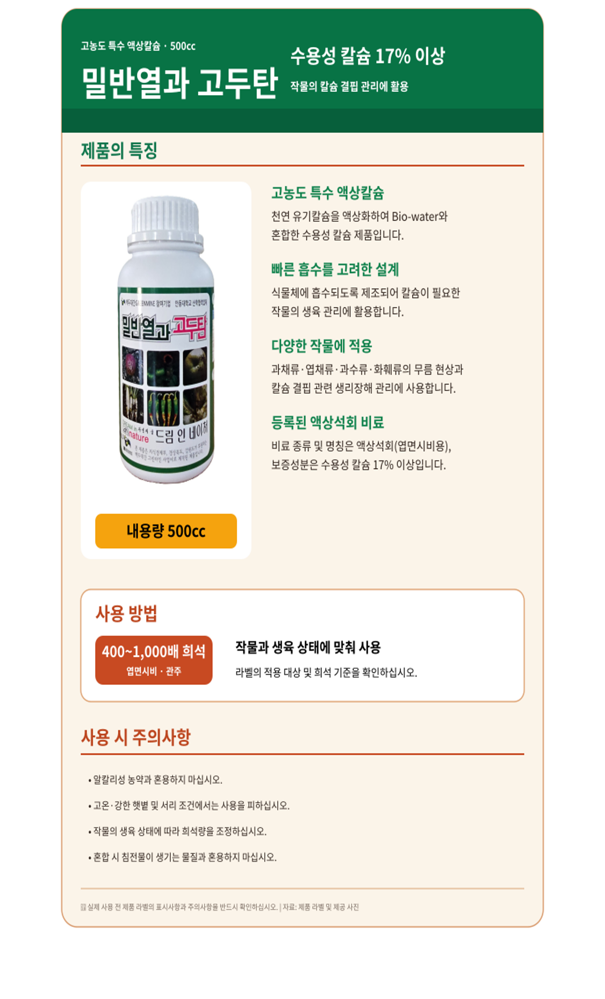 고농도 특수 액상칼슘 · 500cc
밀반열과 고두탄
수용성 칼슘 17% 이상
작물의 칼슘 결핍 관리에 활용
제품의 특징
밀반열과 고두탄
nature 드림 인 네이처
내용량 500cc
고농도 특수 액상칼슘
천연 유기칼슘을 액상화하여 Bio-water와
혼합한 수용성 칼슘 제품입니다.
빠른 흡수를 고려한 설계
식물체에 흡수되도록 제조되어 칼슘이 필요한
작물의 생육 관리에 활용합니다.
다양한 작물에 적용
과채류·엽채류·과수류·화훼류의 무름 현상과
칼슘 결핍 관련 생리장해 관리에 사용합니다.
등록된 액상석회 비료
비료 종류 및 명칭은 액상석회(엽면시비용),
보증성분은 수용성 칼슘 17% 이상입니다.
사용 방법
400~1,000배 희석
엽면시비 · 관주
작물과 생육 상태에 맞춰 사용
라벨의 적용 대상 및 희석 기준을 확인하십시오.
사용 시 주의사항
• 알칼리성 농약과 혼용하지 마십시오.
• 고온·강한 햇볕 및 서리 조건에서는 사용을 피하십시오.
• 작물의 생육 상태에 따라 희석량을 조정하십시오.
• 혼합 시 침전물이 생기는 물질과 혼용하지 마십시오.
실제 사용 전 제품 라벨의 표시사항과 주의사항을 반드시 확인하십시오. | 자료: 제품 라벨 및 제공 사진